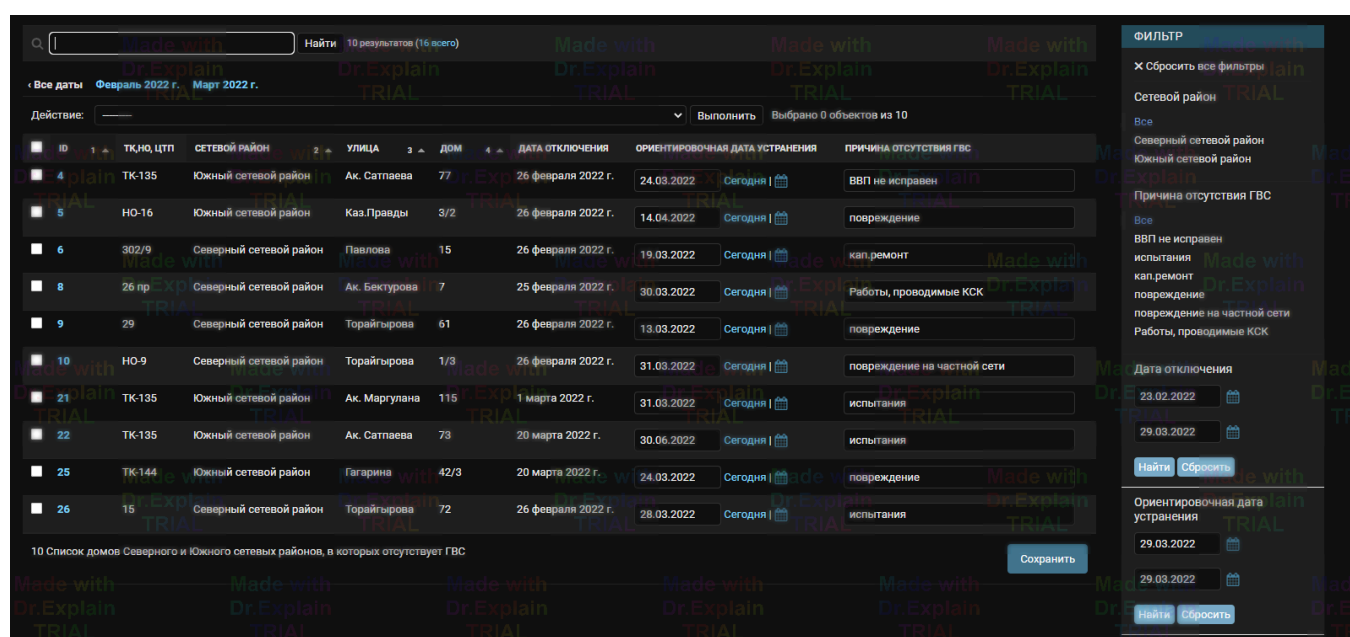 Найти 10 результатов (16 всего)
‹ Все даты Февраль 2022 г. Март 2022 г.
Действие: ——— Выполнить Выбрано 0 объектов из 10
ID 1 ТК,НО, ЦТП СЕТЕВОЙ РАЙОН 2 УЛИЦА 3 ДОМ 4 ДАТА ОТКЛЮЧЕНИЯ ОРИЕНТИРОВОЧНАЯ ДАТА УСТРАНЕНИЯ ПРИЧИНА ОТСУТСТВИЯ ГВС
4 ТК-135 Южный сетевой район Ак. Сатпаева 77 26 февраля 2022 г. 24.03.2022 Сегодня | ВВП не исправен
5 НО-16 Южный сетевой район Каз.Правды 3/2 26 февраля 2022 г. 14.04.2022 Сегодня | повреждение
6 302/9 Северный сетевой район Павлова 15 26 февраля 2022 г. 19.03.2022 Сегодня | кап.ремонт
8 26 пр Северный сетевой район Ак. Бектурова 7 25 февраля 2022 г. 30.03.2022 Сегодня | Работы, проводимые КСК
9 29 Северный сетевой район Торайгырова 61 26 февраля 2022 г. 13.03.2022 Сегодня | повреждение
10 НО-9 Северный сетевой район Торайгырова 1/3 26 февраля 2022 г. 31.03.2022 Сегодня | повреждение на частной сети
21 ТК-135 Южный сетевой район Ак. Маргулана 115 1 марта 2022 г. 31.03.2022 Сегодня | испытания
22 ТК-135 Южный сетевой район Ак. Сатпаева 73 20 марта 2022 г. 30.06.2022 Сегодня | испытания
25 ТК-144 Южный сетевой район Гагарина 42/3 20 марта 2022 г. 24.03.2022 Сегодня | повреждение
26 15 Северный сетевой район Торайгырова 72 26 февраля 2022 г. 28.03.2022 Сегодня | испытания
10 Список домов Северного и Южного сетевых районов, в которых отсутствует ГВС
Сохранить
ФИЛЬТР
✕ Сбросить все фильтры
Сетевой район
Все
Северный сетевой район
Южный сетевой район
Причина отсутствия ГВС
Все
ВВП не исправен
испытания
кап.ремонт
повреждение
повреждение на частной сети
Работы, проводимые КСК
Дата отключения
23.02.2022
29.03.2022
Найти Сбросить
Ориентировочная дата
устранения
29.03.2022
29.03.2022
Найти Сбросить
Made with
Dr.Explain
TRIAL